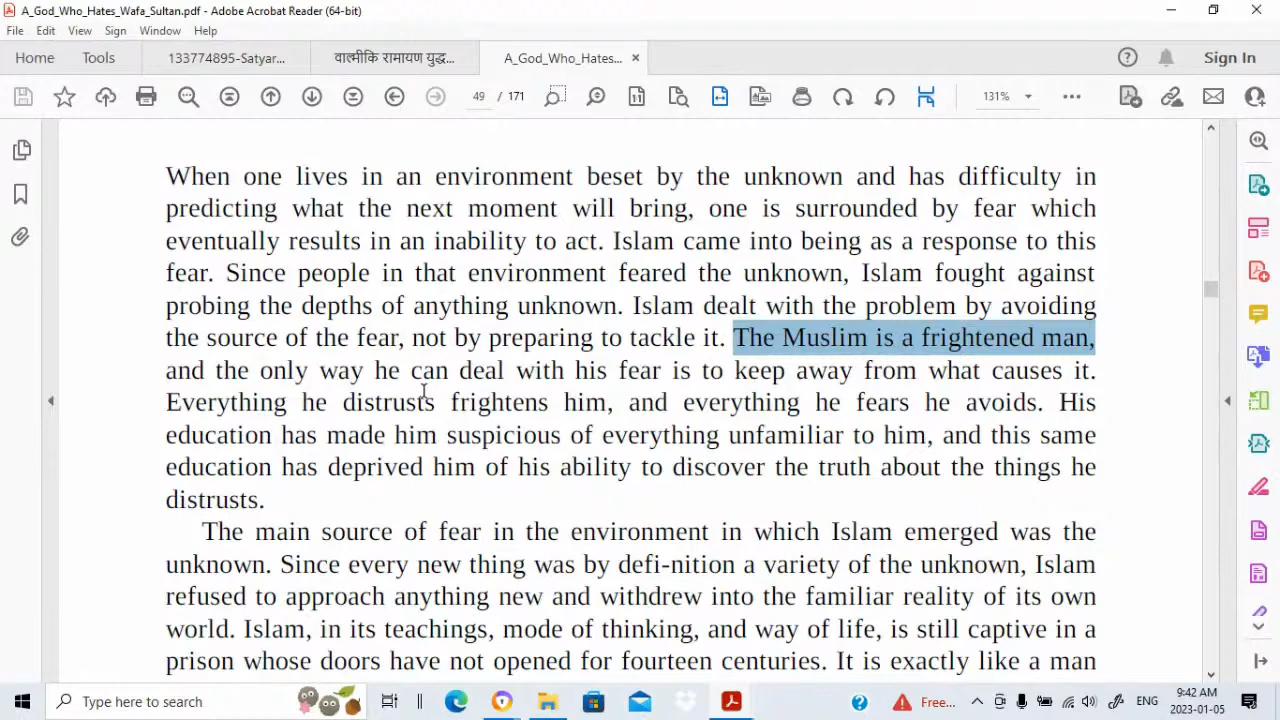 A_God_Who_Hates_Wafa_Sultan.pdf - Adobe Acrobat Reader (64-bit)
File Edit View Sign Window Help
Home Tools 133774895-Satyar... वाल्मीकि रामायण युद्ध... A_God_Who_Hates... × Sign In
49 / 171 131%
When one lives in an environment beset by the unknown and has difficulty in
predicting what the next moment will bring, one is surrounded by fear which
eventually results in an inability to act. Islam came into being as a response to this
fear. Since people in that environment feared the unknown, Islam fought against
probing the depths of anything unknown. Islam dealt with the problem by avoiding
the source of the fear, not by preparing to tackle it. The Muslim is a frightened man,
and the only way he can deal with his fear is to keep away from what causes it.
Everything he distrusts frightens him, and everything he fears he avoids. His
education has made him suspicious of everything unfamiliar to him, and this same
education has deprived him of his ability to discover the truth about the things he
distrusts.
The main source of fear in the environment in which Islam emerged was the
unknown. Since every new thing was by defi-nition a variety of the unknown, Islam
refused to approach anything new and withdrew into the familiar reality of its own
world. Islam, in its teachings, mode of thinking, and way of life, is still captive in a
prison whose doors have not opened for fourteen centuries. It is exactly like a man
Type here to search Free... ENG 9:42 AM
2023-01-05